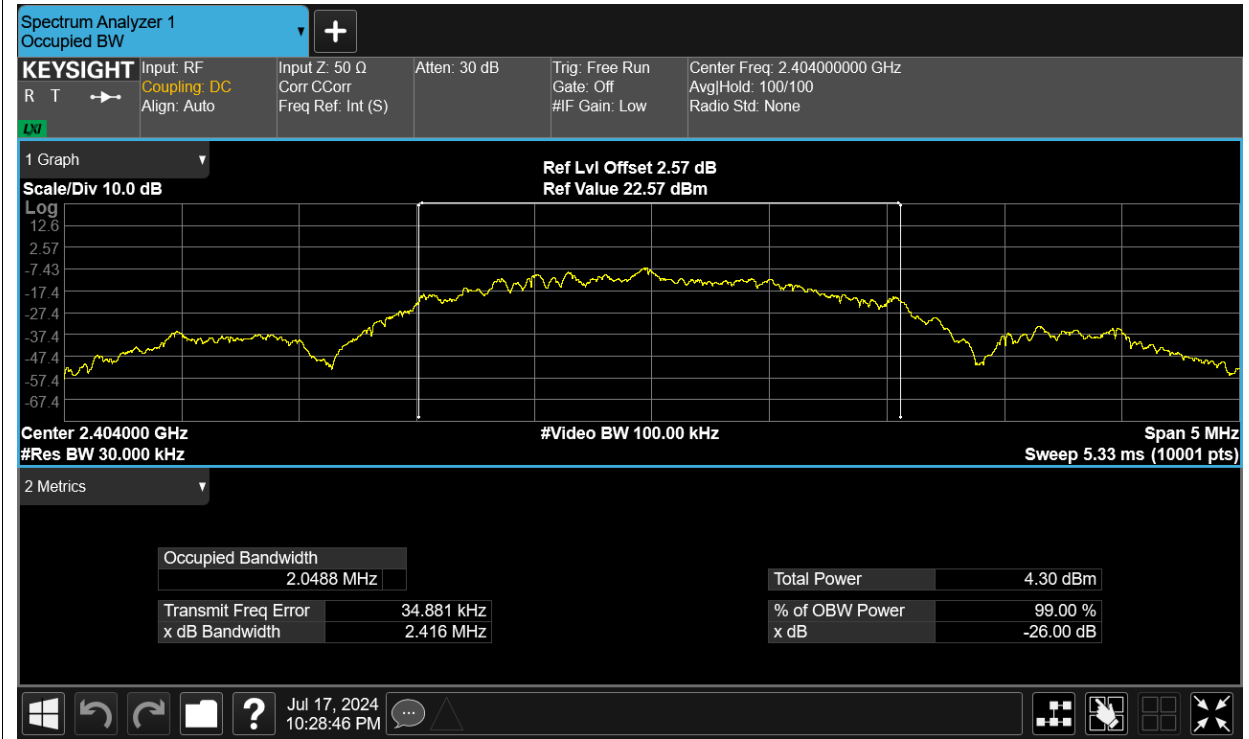 Spectrum Analyzer 1
Occupied BW
KEYSIGHT
R T
LXI
Input: RF
Coupling: DC
Align: Auto
Input Z: 50 Ω
Corr CCorr
Freq Ref: Int (S)
Atten: 30 dB
Trig: Free Run
Gate: Off
#IF Gain: Low
Center Freq: 2.404000000 GHz
Avg|Hold: 100/100
Radio Std: None
1 Graph
Scale/Div 10.0 dB
Ref Lvl Offset 2.57 dB
Ref Value 22.57 dBm
Log
12.6
2.57
-7.43
-17.4
-27.4
-37.4
-47.4
-57.4
-67.4
Center 2.404000 GHz
#Res BW 30.000 kHz
#Video BW 100.00 kHz
Span 5 MHz
Sweep 5.33 ms (10001 pts)
2 Metrics
Occupied Bandwidth
2.0488 MHz
Transmit Freq Error 34.881 kHz
x dB Bandwidth 2.416 MHz
Total Power 4.30 dBm
% of OBW Power 99.00 %
x dB -26.00 dB
?
Jul 17, 2024
10:28:46 PM